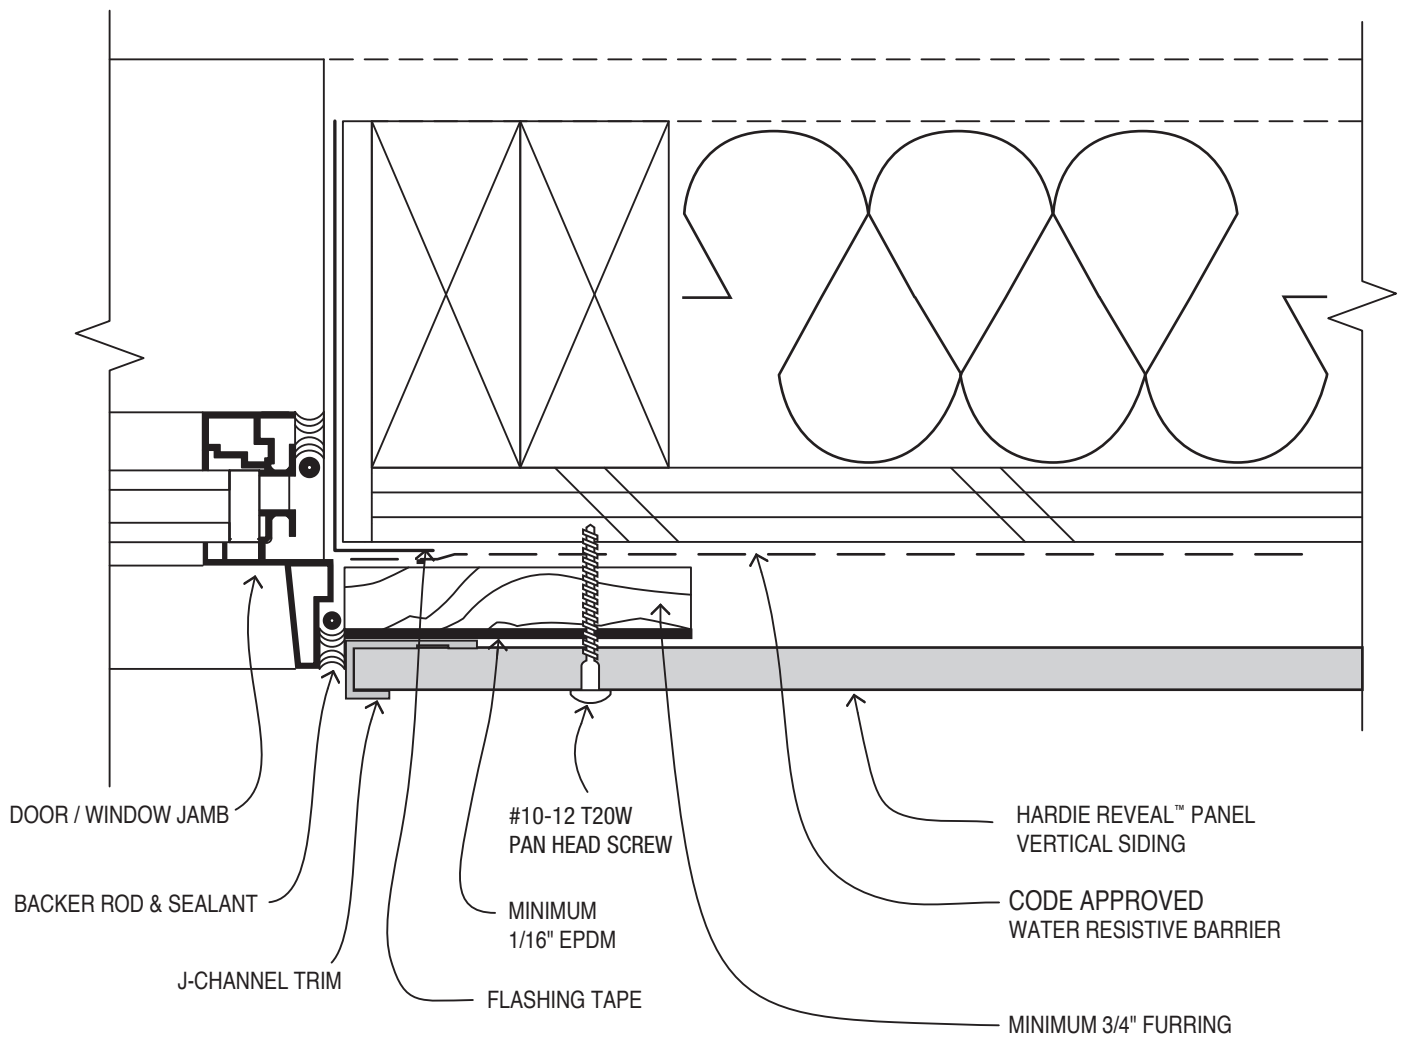 DOOR / WINDOW JAMB
BACKER ROD & SEALANT
J-CHANNEL TRIM
#10-12 T20W
PAN HEAD SCREW
MINIMUM
1/16" EPDM
FLASHING TAPE
HARDIE REVEAL™ PANEL
VERTICAL SIDING
CODE APPROVED
WATER RESISTIVE BARRIER
MINIMUM 3/4" FURRING